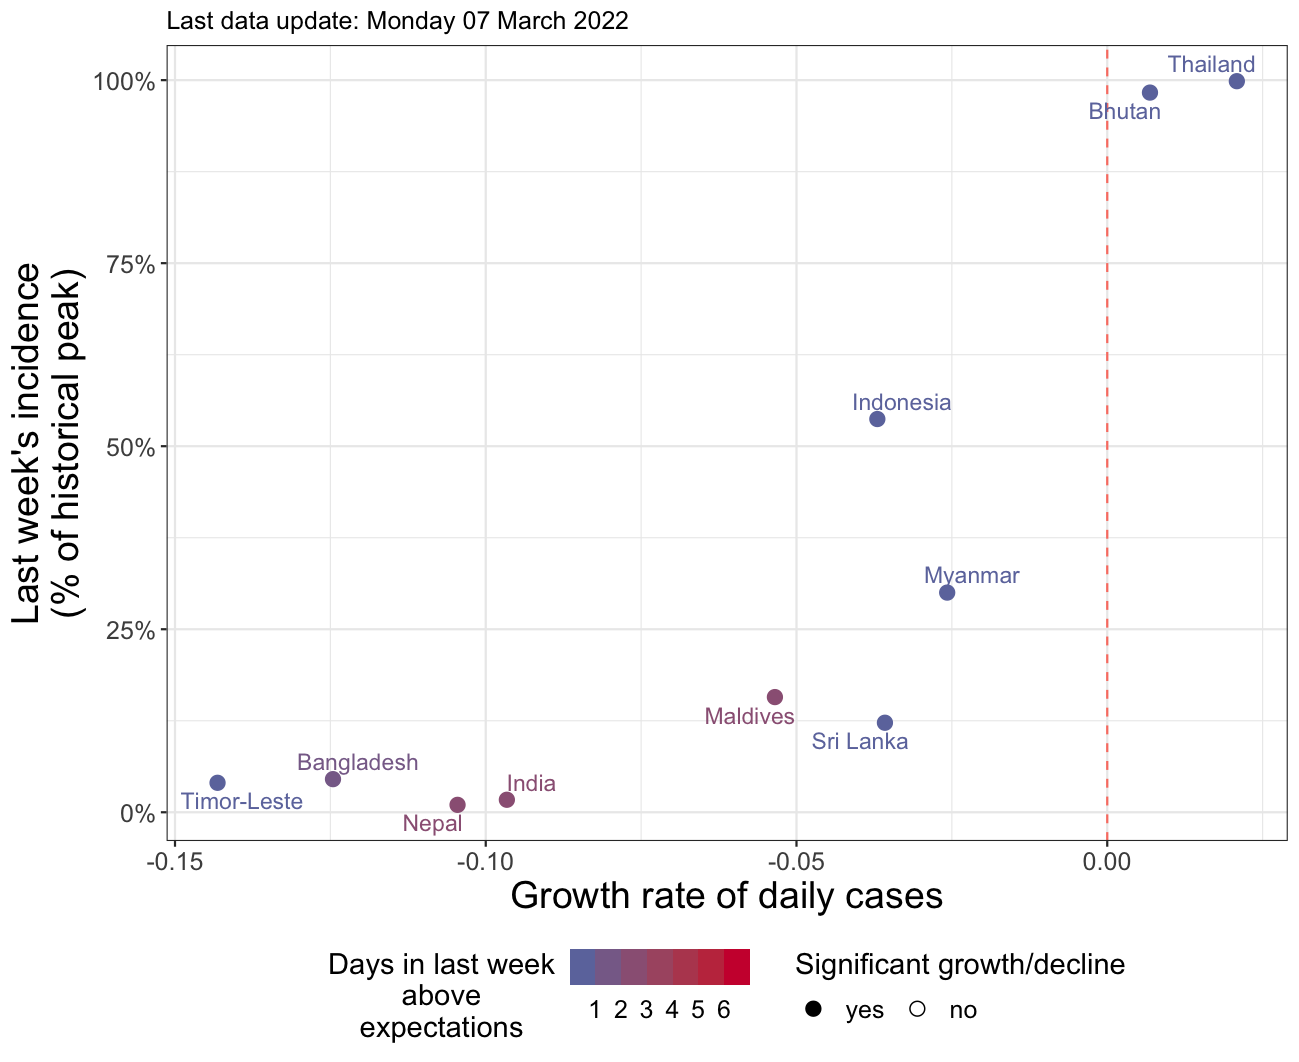 Last data update: Monday 07 March 2022
Thailand
Bhutan
Indonesia
Myanmar
Maldives
Sri Lanka
Bangladesh
Timor-Leste
India
Nepal
100%
75%
50%
25%
0%
Last week's incidence
(% of historical peak)
-0.15 -0.10 -0.05 0.00
Growth rate of daily cases
Days in last week
above
expectations
1 2 3 4 5 6
Significant growth/decline
yes no